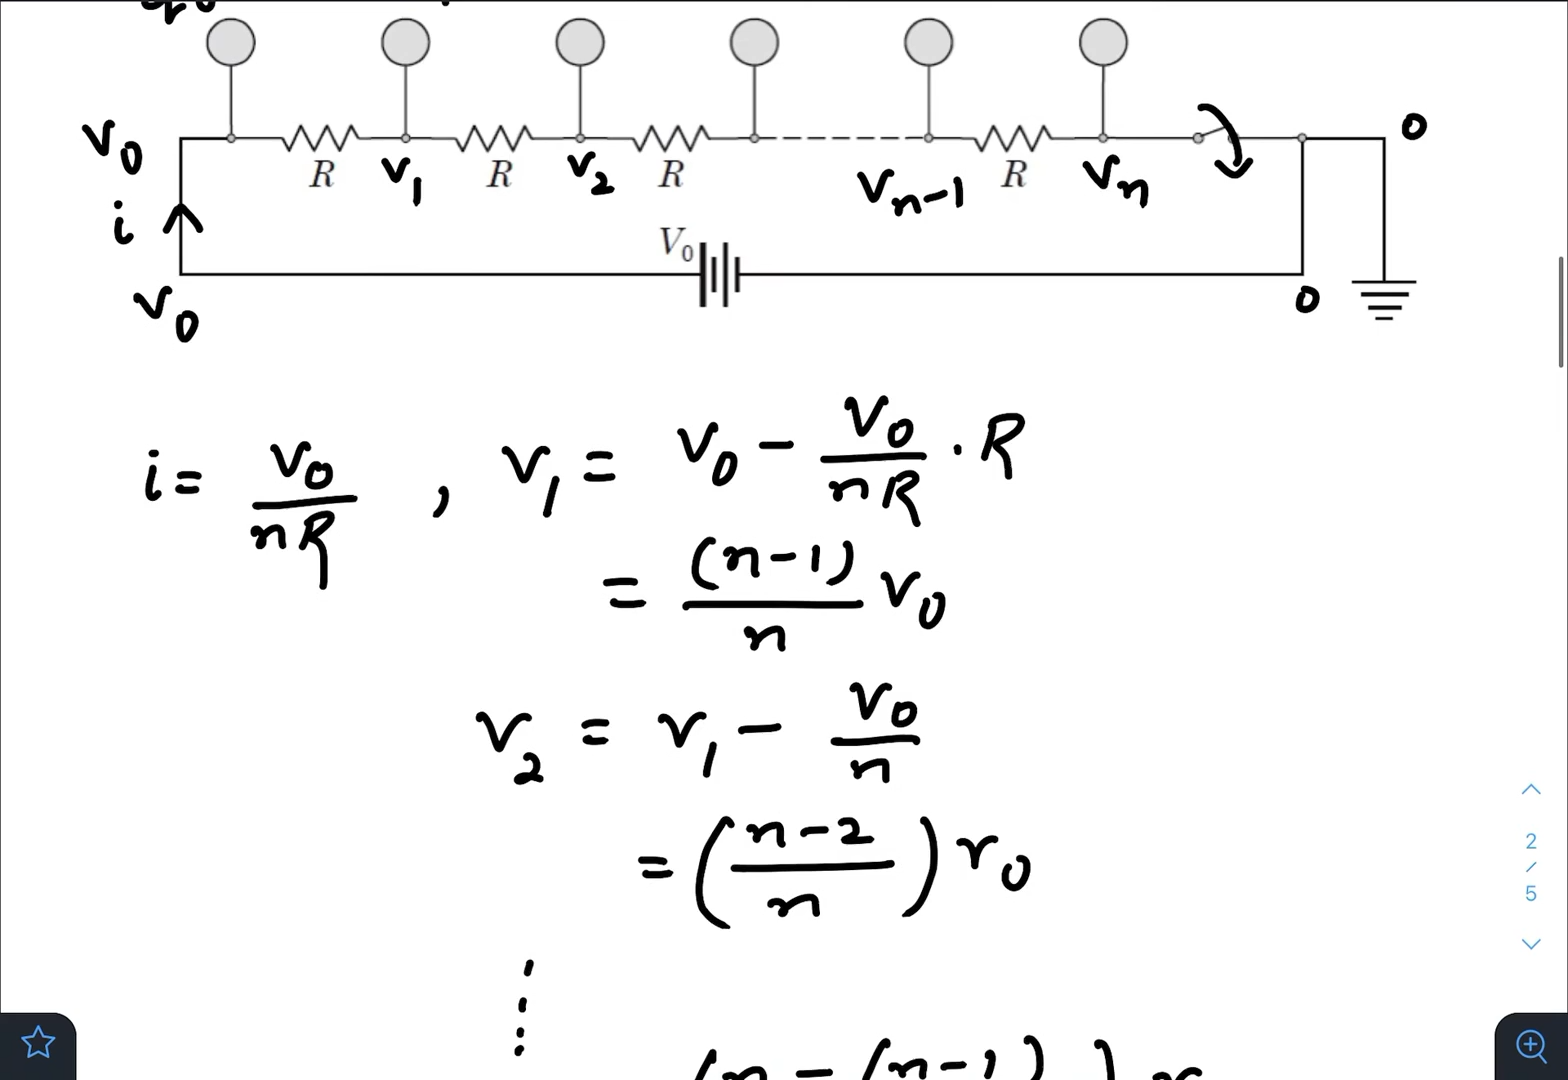 V₀ R V₁ R V₂ R Vₙ₋₁ R Vₙ 0
i V₀
V₀ 0
i = V₀/nR , V₁ = V₀ - V₀/nR · R
= (n-1)/n V₀
V₂ = V₁ - V₀/n
= (n-2/n) V₀
⋮
(n - (n-1)
2
/
5